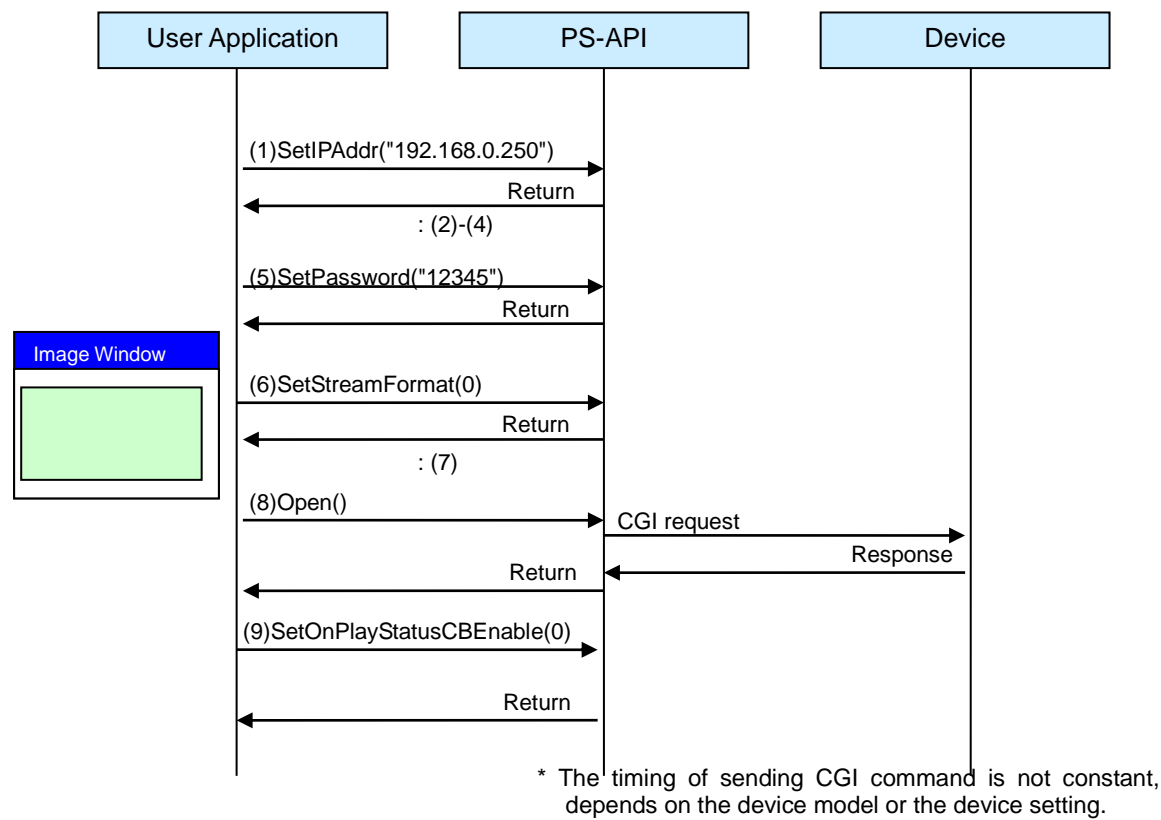 User Application
PS-API
Device
(1)SetIPAddr("192.168.0.250")
Return
: (2)-(4)
(5)SetPassword("12345")
Return
Image Window
(6)SetStreamFormat(0)
Return
: (7)
(8)Open()
CGI request
Response
Return
(9)SetOnPlayStatusCBEnable(0)
Return
* The timing of sending CGI command is not constant,
depends on the device model or the device setting.